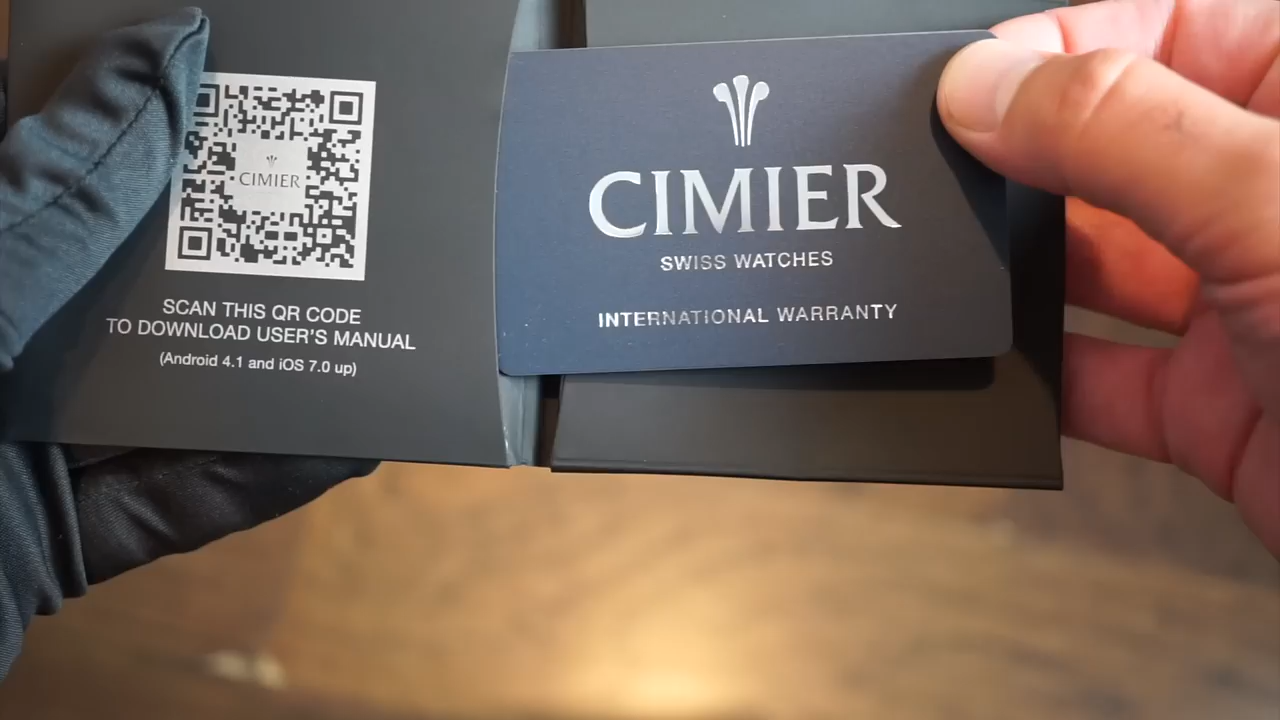 CIMIER
SCAN THIS QR CODE
TO DOWNLOAD USER'S MANUAL
(Android 4.1 and iOS 7.0 up)
CIMIER
SWISS WATCHES
INTERNATIONAL WARRANTY